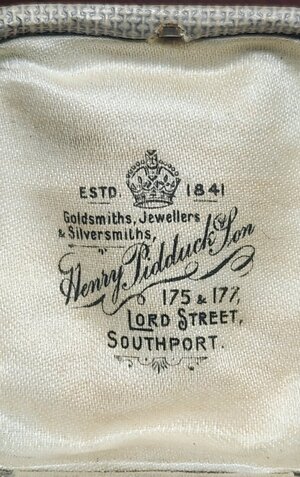 ESTD 1841
Goldsmiths, Jewellers
& Silversmiths,
Henry Pidduck & Son
175 & 177,
LORD STREET,
SOUTHPORT.